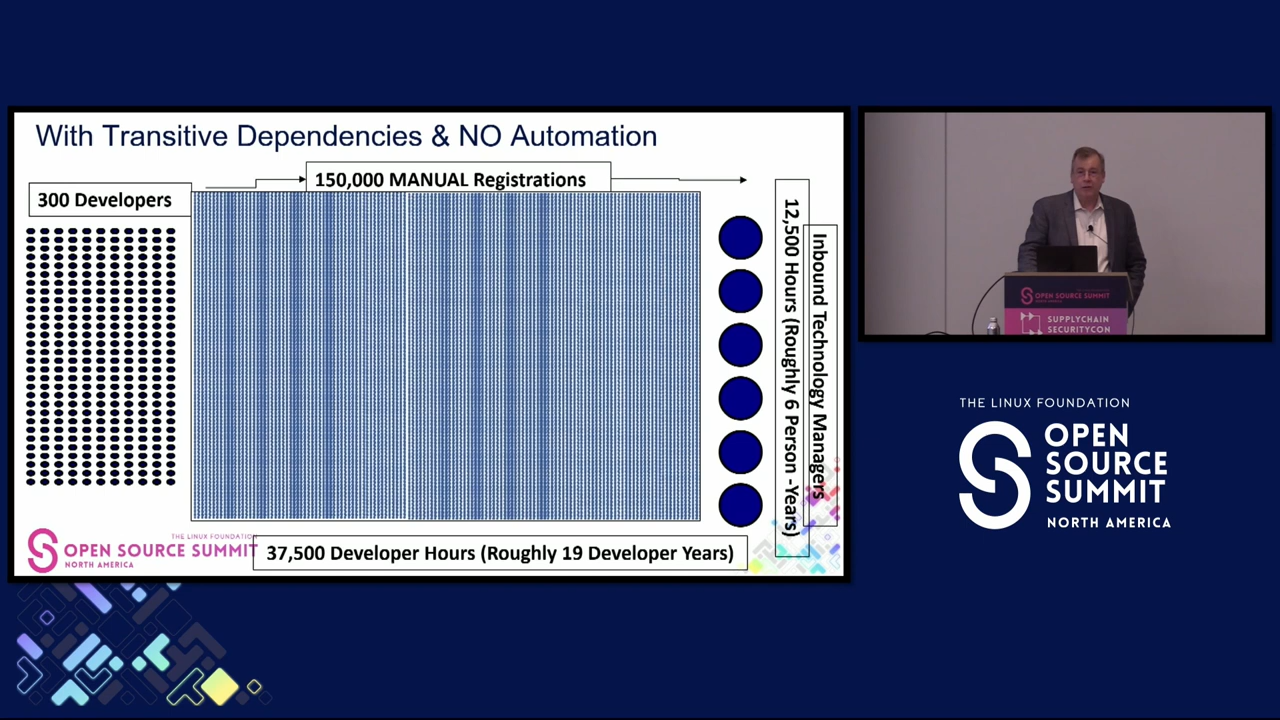 With Transitive Dependencies & NO Automation
150,000 MANUAL Registrations
300 Developers
12,500 Hours (Roughly 6 Person -Years)
Inbound Technology Managers
37,500 Developer Hours (Roughly 19 Developer Years)
THE LINUX FOUNDATION
OPEN SOURCE SUMMIT
NORTH AMERICA
OPEN SOURCE SUMMIT
SUPPLYCHAIN
SECURITYCON
THE LINUX FOUNDATION
OPEN
SOURCE
SUMMIT
NORTH AMERICA